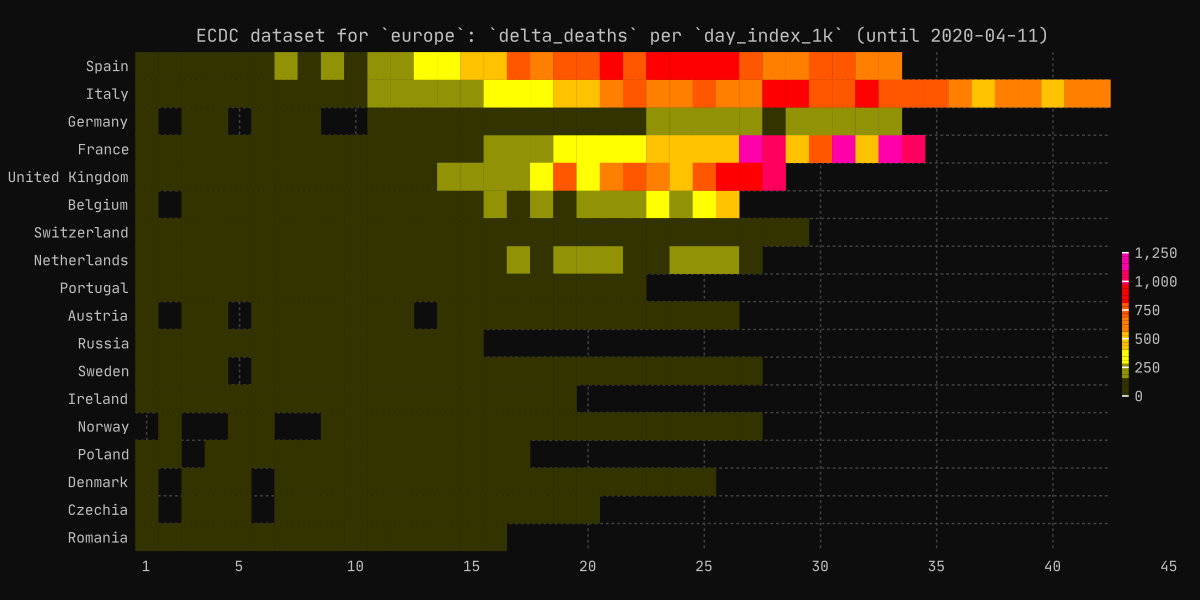 ECDC dataset for `europe`: `delta_deaths` per `day_index_1k` (until 2020-04-11)
Spain
Italy
Germany
France
United Kingdom
Belgium
Switzerland
Netherlands
Portugal
Austria
Russia
Sweden
Ireland
Norway
Poland
Denmark
Czechia
Romania
1 5 10 15 20 25 30 35 40 45
1,250
1,000
750
500
250
0